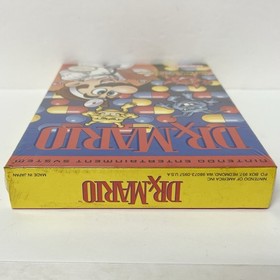 DR. MARIO
NINTENDO ENTERTAINMENT SYSTEM
NINTENDO OF AMERICA INC.
P.O. BOX 957, REDMOND, WA 98073-0957 U.S.A.
DR. MARIO
MADE IN JAPAN